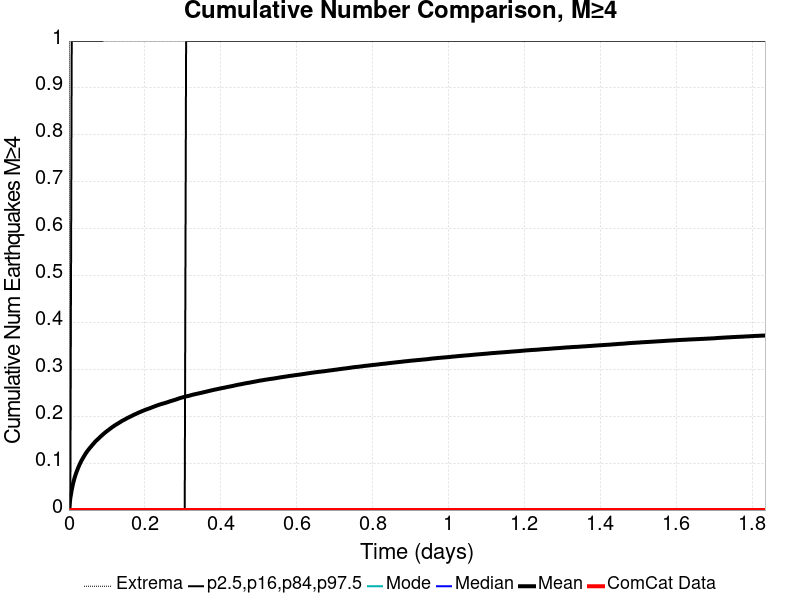 Cumulative Number Comparison, M≥4
Cumulative Num Earthquakes M≥4
1
0.9
0.8
0.7
0.6
0.5
0.4
0.3
0.2
0.1
0
0 0.2 0.4 0.6 0.8 1 1.2 1.4 1.6 1.8
Time (days)
Extrema p2.5,p16,p84,p97.5 Mode Median Mean ComCat Data